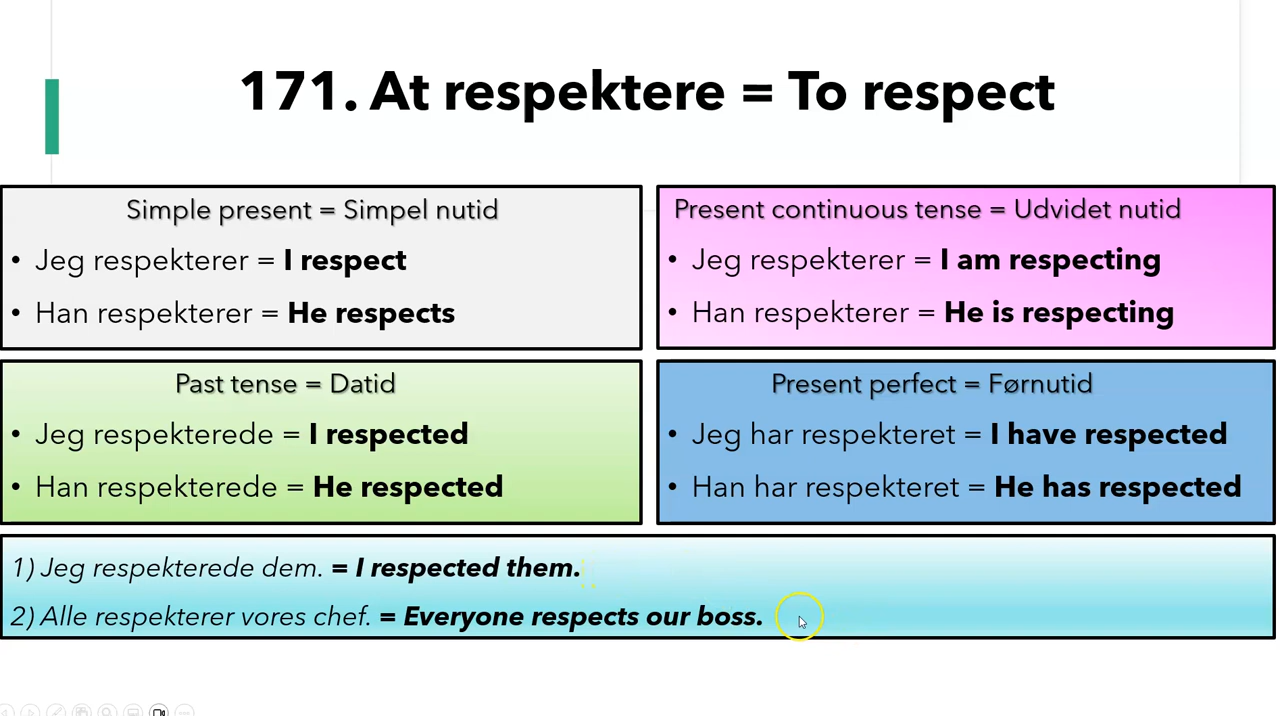 171. At respektere = To respect
Simple present = Simpel nutid
• Jeg respekterer = I respect
• Han respekterer = He respects
Present continuous tense = Udvidet nutid
• Jeg respekterer = I am respecting
• Han respekterer = He is respecting
Past tense = Datid
• Jeg respekterede = I respected
• Han respekterede = He respected
Present perfect = Førnutid
• Jeg har respekteret = I have respected
• Han har respekteret = He has respected
1) Jeg respekterede dem. = I respected them.
2) Alle respekterer vores chef. = Everyone respects our boss.